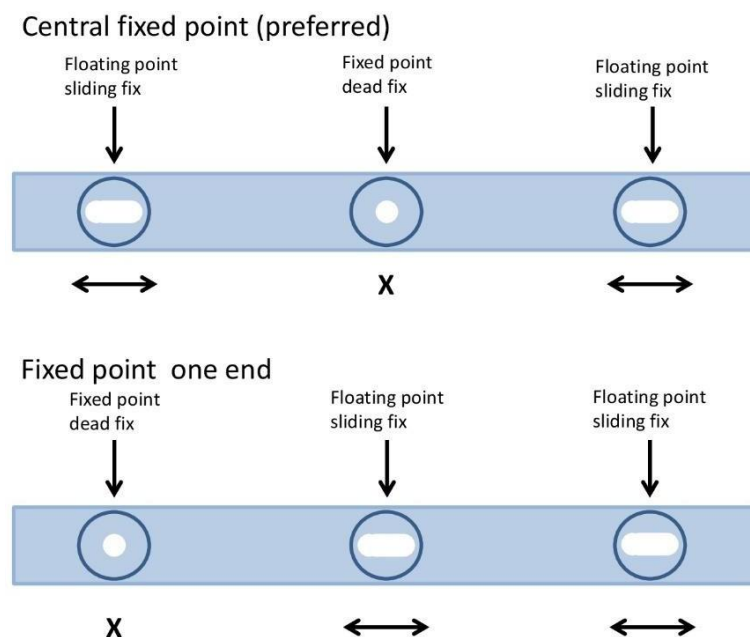 Central fixed point (preferred)
Floating point
sliding fix
Fixed point
dead fix
Floating point
sliding fix
X
Fixed point one end
Fixed point
dead fix
Floating point
sliding fix
Floating point
sliding fix
X